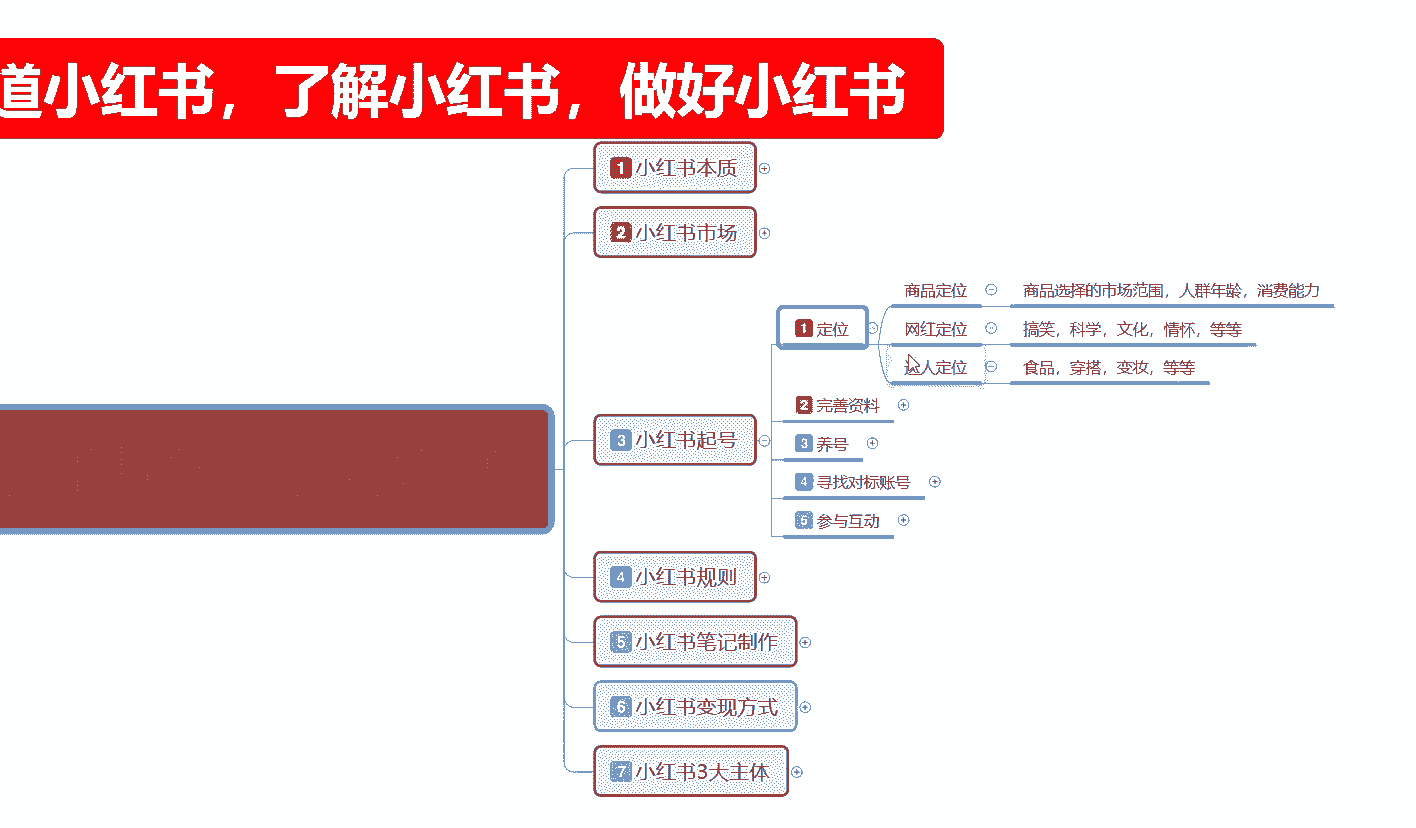 道小红书，了解小红书，做好小红书
1 小红书本质
2 小红书市场
3 小红书起号
1 定位
商品定位
商品选择的市场范围，人群年龄，消费能力
网红定位
搞笑，科学，文化，情怀，等等
人定位
食品，穿搭，变妆，等等
2 完善资料
3 养号
4 寻找对标账号
5 参与互动
4 小红书规则
5 小红书笔记制作
6 小红书变现方式
7 小红书3大主体